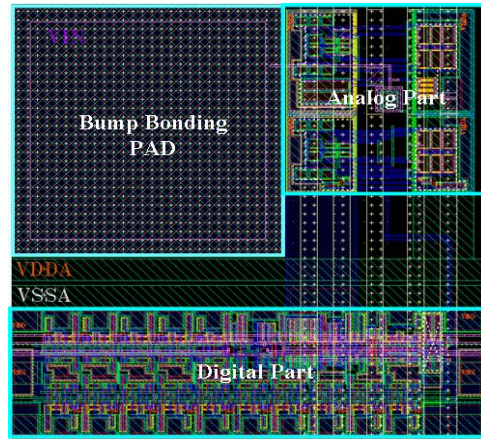 VIN
Analog Part
Bump Bonding
PAD
VDDA
VSSA
Digital Part